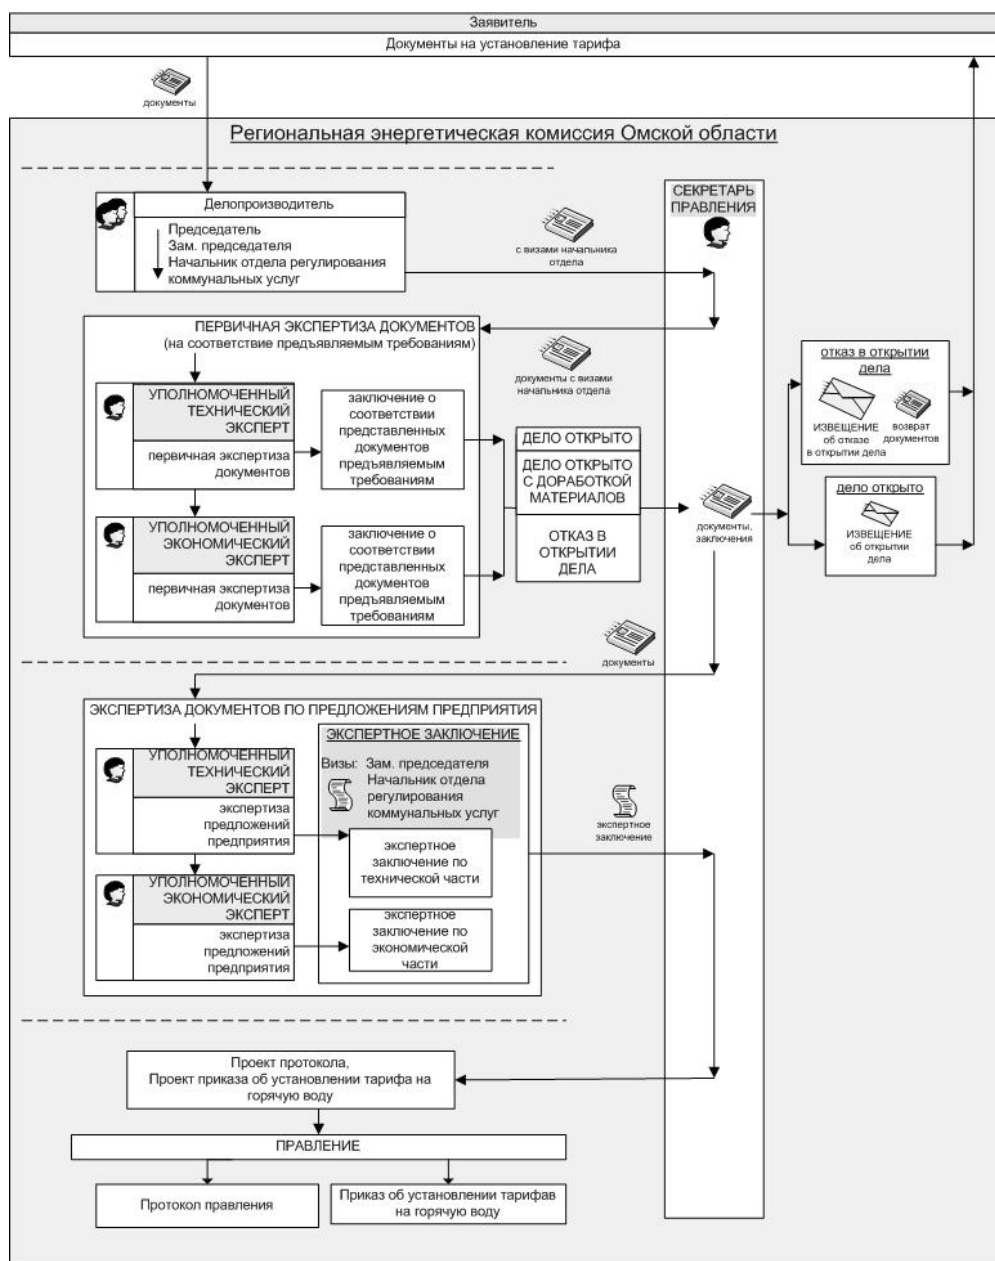 Заявитель
Документы на установление тарифа
документы
Региональная энергетическая комиссия Омской области
Делопроизводитель
Председатель
Зам. председателя
Начальник отдела регулирования
коммунальных услуг
с визами начальника
отдела
СЕКРЕТАРЬ
ПРАВЛЕНИЯ
ПЕРВИЧНАЯ ЭКСПЕРТИЗА ДОКУМЕНТОВ
(на соответствие предъявляемым требованиям)
документы с визами
начальника отдела
УПОЛНОМОЧЕННЫЙ
ТЕХНИЧЕСКИЙ
ЭКСПЕРТ
первичная экспертиза
документов
заключение о
соответствии
представленных
документов
предъявляемым
требованиям
УПОЛНОМОЧЕННЫЙ
ЭКОНОМИЧЕСКИЙ
ЭКСПЕРТ
первичная экспертиза
документов
заключение о
соответствии
представленных
документов
предъявляемым
требованиям
ДЕЛО ОТКРЫТО
ДЕЛО ОТКРЫТО
С ДОРАБОТКОЙ
МАТЕРИАЛОВ
ОТКАЗ В
ОТКРЫТИИ
ДЕЛА
документы,
заключения
отказ в открытии
дела
ИЗВЕЩЕНИЕ
об отказе
в открытии дела
возврат
документов
дело открыто
ИЗВЕЩЕНИЕ
об открытии
дела
документы
ЭКСПЕРТИЗА ДОКУМЕНТОВ ПО ПРЕДЛОЖЕНИЯМ ПРЕДПРИЯТИЯ
УПОЛНОМОЧЕННЫЙ
ТЕХНИЧЕСКИЙ
ЭКСПЕРТ
экспертиза
предложений
предприятия
УПОЛНОМОЧЕННЫЙ
ЭКОНОМИЧЕСКИЙ
ЭКСПЕРТ
экспертиза
предложений
предприятия
ЭКСПЕРТНОЕ ЗАКЛЮЧЕНИЕ
Визы: Зам. председателя
Начальник отдела
регулирования
коммунальных услуг
экспертное
заключение по
технической части
экспертное
заключение по
экономической
части
экспертное
заключение
Проект протокола,
Проект приказа об установлении тарифа на
горячую воду
ПРАВЛЕНИЕ
Протокол правления
Приказ об установлении тарифав
на горячую воду